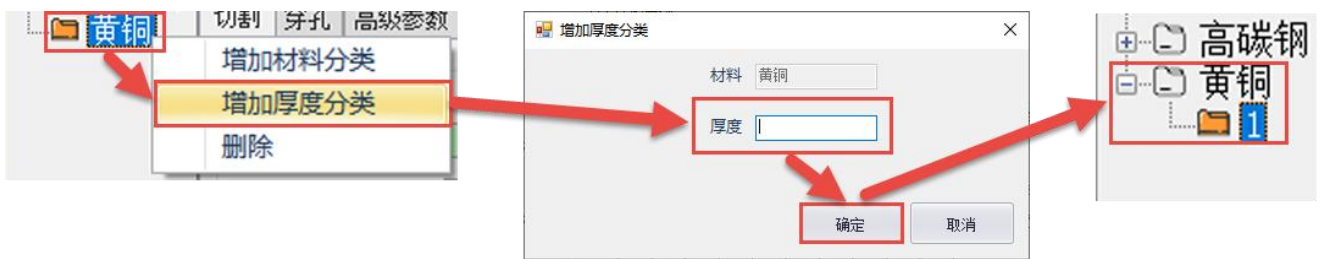 黄铜
切割 穿孔 高级参数
增加材料分类
增加厚度分类
删除
增加厚度分类
材料 黄铜
厚度
确定 取消
高碳钢
黄铜
1